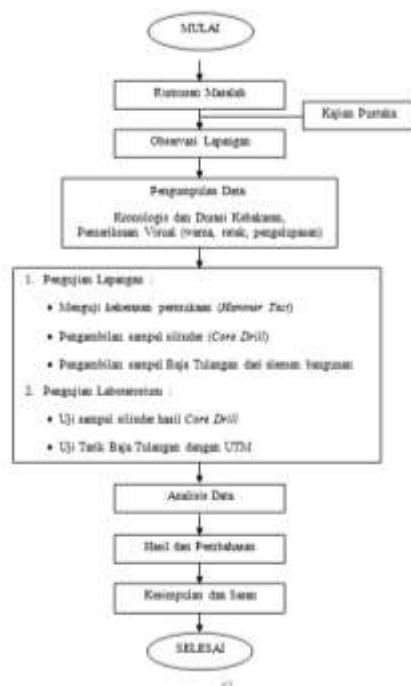 MULAI
Rumusan Masalah
Kajian Pustaka
Observasi Lapangan
Pengumpulan Data
Kronologis dan Durasi Kebakaran,
Pemeriksaan Visual (warna, retak, pengelupasan)
1. Pengujian Lapangan :
• Menguji kekerasan permukaan (Hammer Test)
• Pengambilan sampel silinder (Core Drill)
• Pengambilan sampel Baja Tulangan dari elemen bangunan
2. Pengujian Laboratorium :
• Uji sampel silinder hasil Core Drill
• Uji Tarik Baja Tulangan dengan UTM
Analisis Data
Hasil dan Pembahasan
Kesimpulan dan Saran
SELESAI